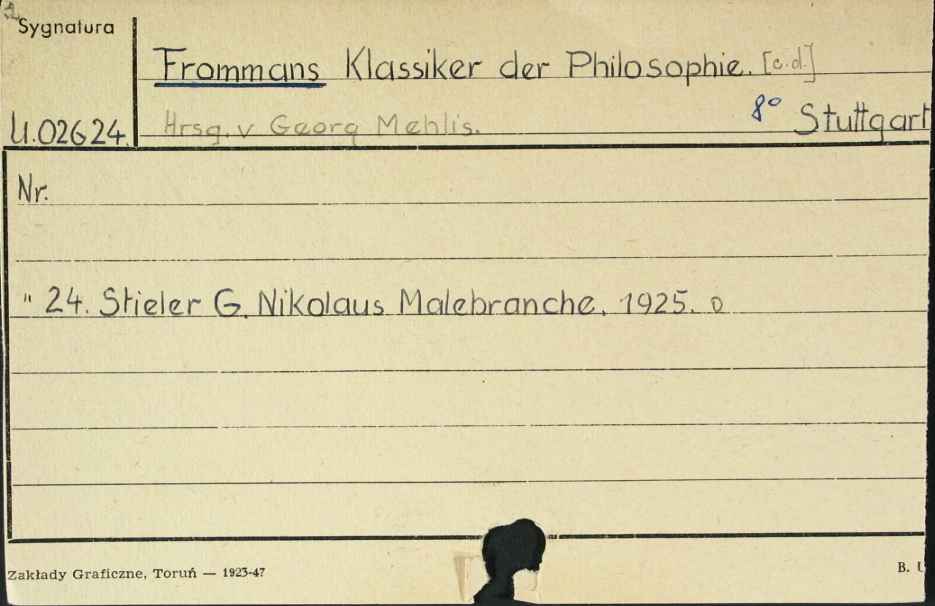 Sygnatura
Frommans Klassiker der Philosophie. [c.d.]
U.02624. Hrsg. v Georg Mehlis. 8° Stuttgart
Nr.
" 24. Stieler G. Nikolaus Malebranche. 1925. o
Zakłady Graficzne, Toruń — 1923-47 B. U